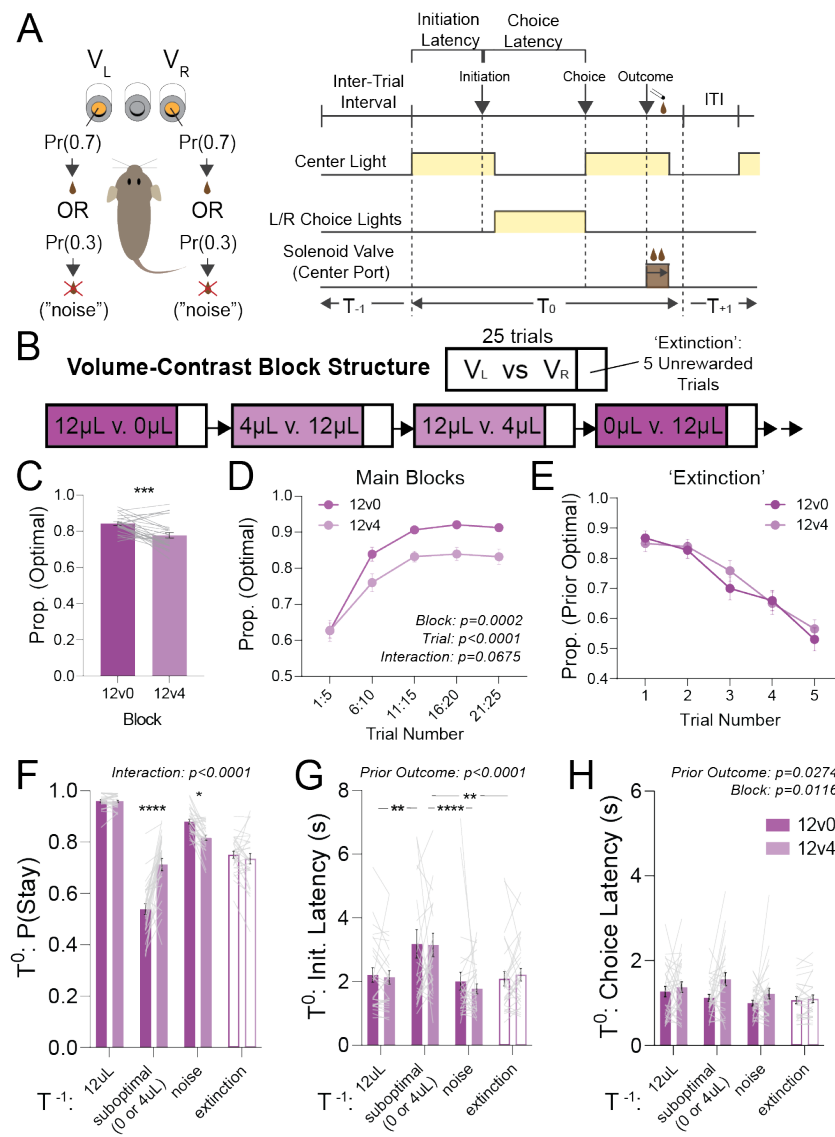 A
V_L V_R
Pr(0.7) Pr(0.7)
OR OR
Pr(0.3) Pr(0.3)
("noise") ("noise")
Initiation Latency
Choice Latency
Inter-Trial Interval
Initiation
Choice
Outcome
ITI
Center Light
L/R Choice Lights
Solenoid Valve
(Center Port)
T-1
T0
T+1
B
Volume-Contrast Block Structure
25 trials
V_L vs V_R
'Extinction':
5 Unrewarded
Trials
12µL v. 0µL
4µL v. 12µL
12µL v. 4µL
0µL v. 12µL
C
***
Prop. (Optimal)
1.0
0.8
0.6
0.4
0.2
0.0
12v0 12v4
Block
D
Main Blocks
12v0
12v4
Prop. (Optimal)
1.0
0.9
0.8
0.7
0.6
0.5
Block: p=0.0002
Trial: p<0.0001
Interaction: p=0.0675
1:5 6:10 11:15 16:20 21:25
Trial Number
E
'Extinction'
12v0
12v4
Prop. (Prior Optimal)
1.0
0.9
0.8
0.7
0.6
0.5
0.4
1 2 3 4 5
Trial Number
F
Interaction: p<0.0001
**** *
T0: P(Stay)
1.0
0.8
0.6
0.4
0.2
0.0
T-1:
12uL
suboptimal
(0 or 4uL)
noise
extinction
G
Prior Outcome: p<0.0001
**
** ****
T0: Init. Latency (s)
8
6
4
2
0
T-1:
12uL
suboptimal
(0 or 4uL)
noise
extinction
H
Prior Outcome: p=0.0274
Block: p=0.0116
12v0
12v4
T0: Choice Latency (s)
6
4
2
0
T-1:
12uL
suboptimal
(0 or 4uL)
noise
extinction